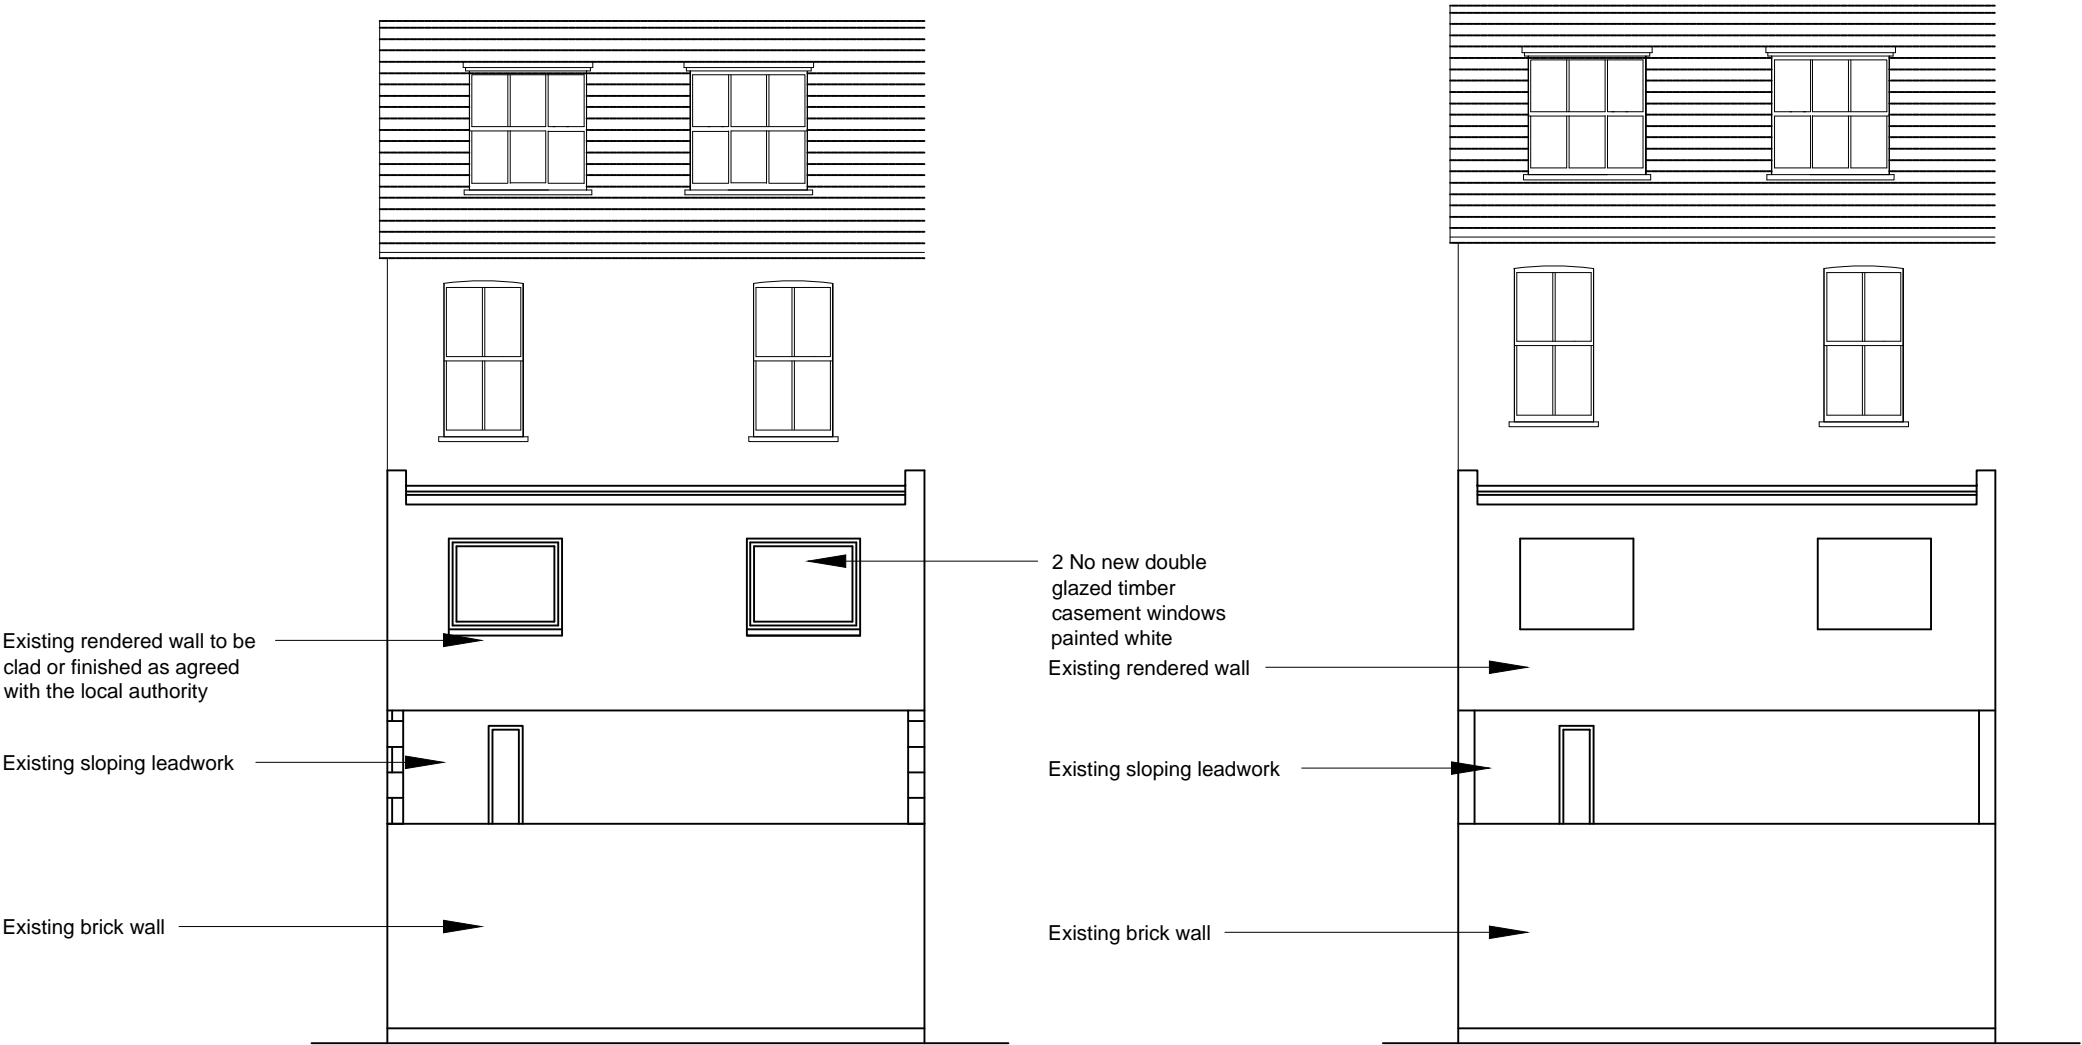 Existing rendered wall to be
clad or finished as agreed
with the local authority
Existing sloping leadwork
Existing brick wall
2 No new double
glazed timber
casement windows
painted white
Existing rendered wall
Existing sloping leadwork
Existing brick wall